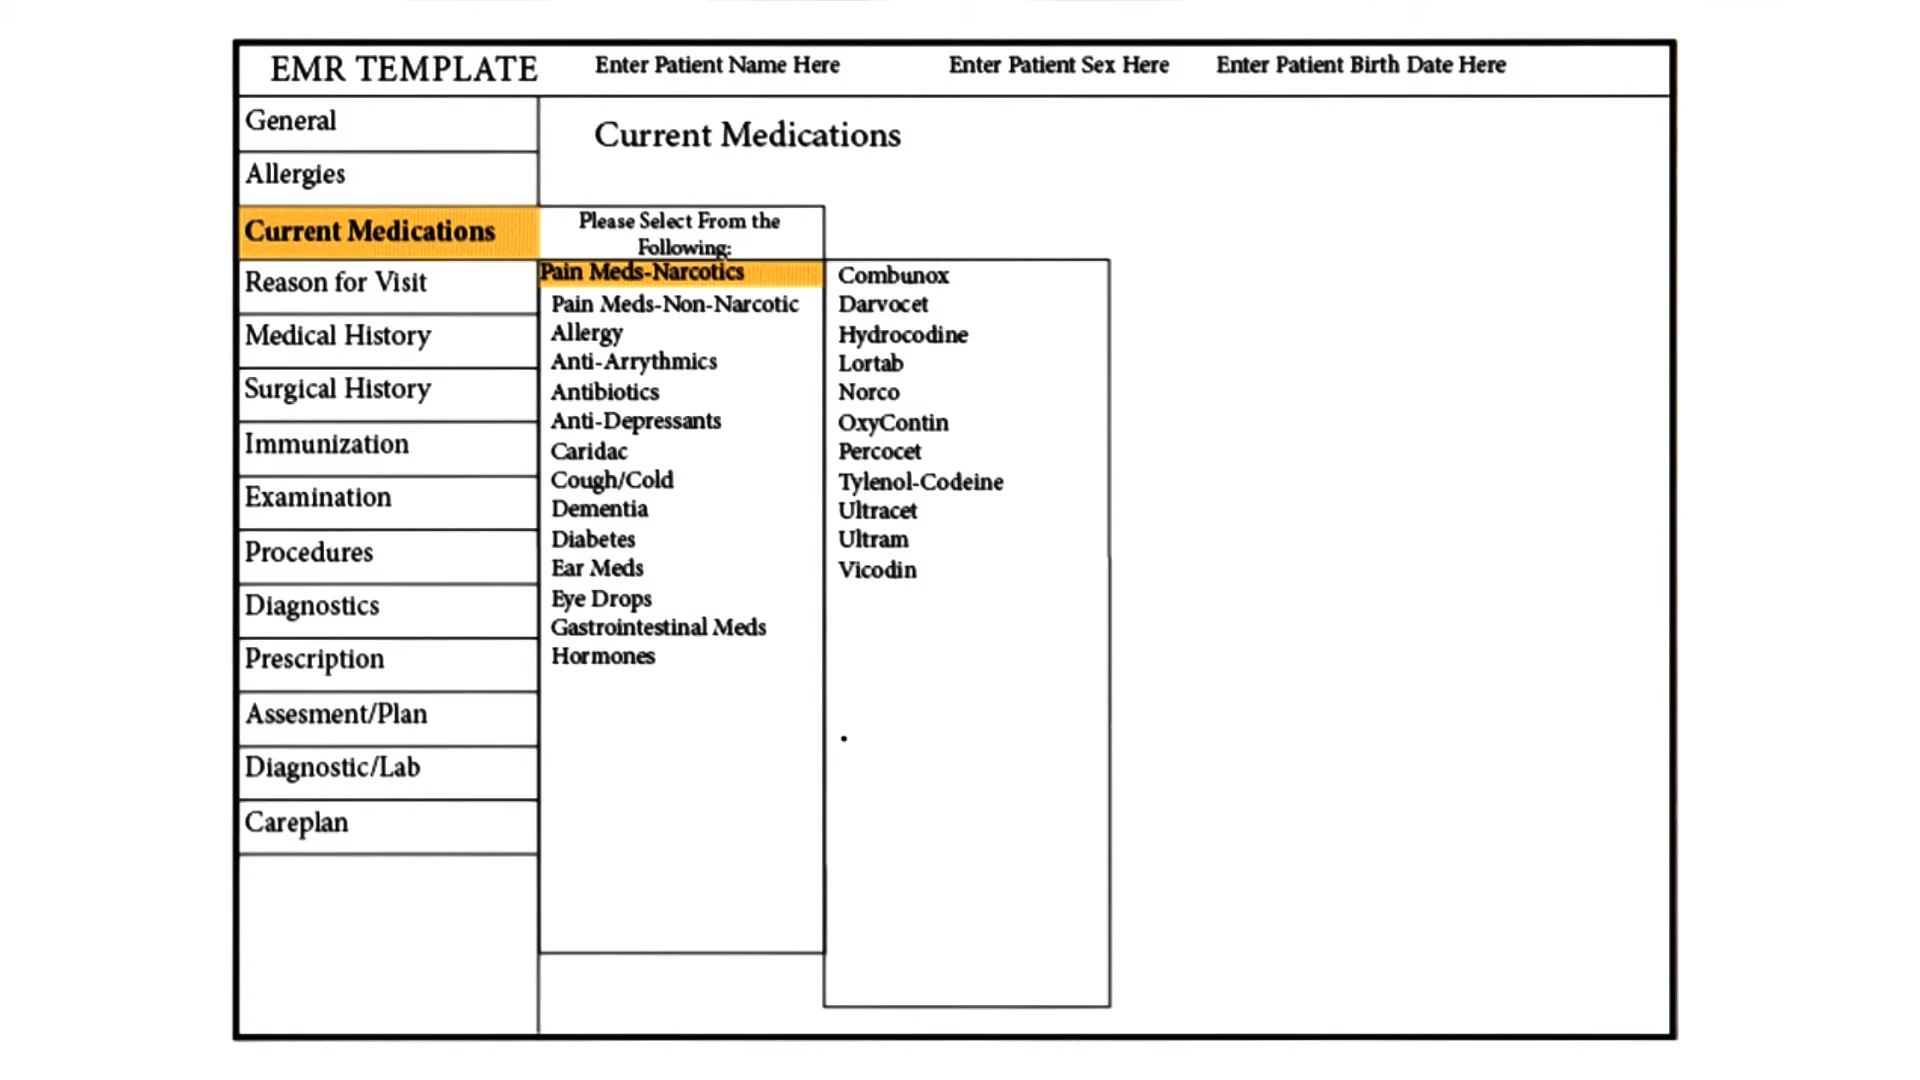 EMR TEMPLATE
Enter Patient Name Here
Enter Patient Sex Here
Enter Patient Birth Date Here
General
Allergies
Current Medications
Reason for Visit
Medical History
Surgical History
Immunization
Examination
Procedures
Diagnostics
Prescription
Assesment/Plan
Diagnostic/Lab
Careplan
Current Medications
Please Select From the
Following:
Pain Meds-Narcotics
Pain Meds-Non-Narcotic
Allergy
Anti-Arrythmics
Antibiotics
Anti-Depressants
Caridac
Cough/Cold
Dementia
Diabetes
Ear Meds
Eye Drops
Gastrointestinal Meds
Hormones
Combunox
Darvocet
Hydrocodine
Lortab
Norco
OxyContin
Percocet
Tylenol-Codeine
Ultracet
Ultram
Vicodin